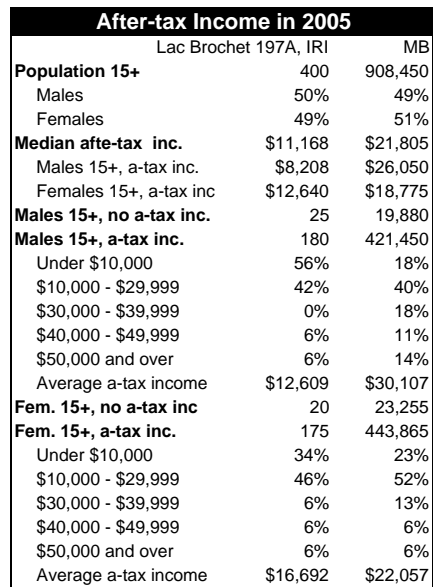 After-tax Income in 2005
Lac Brochet 197A, IRI MB
Population 15+ 400 908,450
Males 50% 49%
Females 49% 51%
Median afte-tax inc. $11,168 $21,805
Males 15+, a-tax inc. $8,208 $26,050
Females 15+, a-tax inc $12,640 $18,775
Males 15+, no a-tax inc. 25 19,880
Males 15+, a-tax inc. 180 421,450
Under $10,000 56% 18%
$10,000 - $29,999 42% 40%
$30,000 - $39,999 0% 18%
$40,000 - $49,999 6% 11%
$50,000 and over 6% 14%
Average a-tax income $12,609 $30,107
Fem. 15+, no a-tax inc 20 23,255
Fem. 15+, a-tax inc. 175 443,865
Under $10,000 34% 23%
$10,000 - $29,999 46% 52%
$30,000 - $39,999 6% 13%
$40,000 - $49,999 6% 6%
$50,000 and over 6% 6%
Average a-tax income $16,692 $22,057